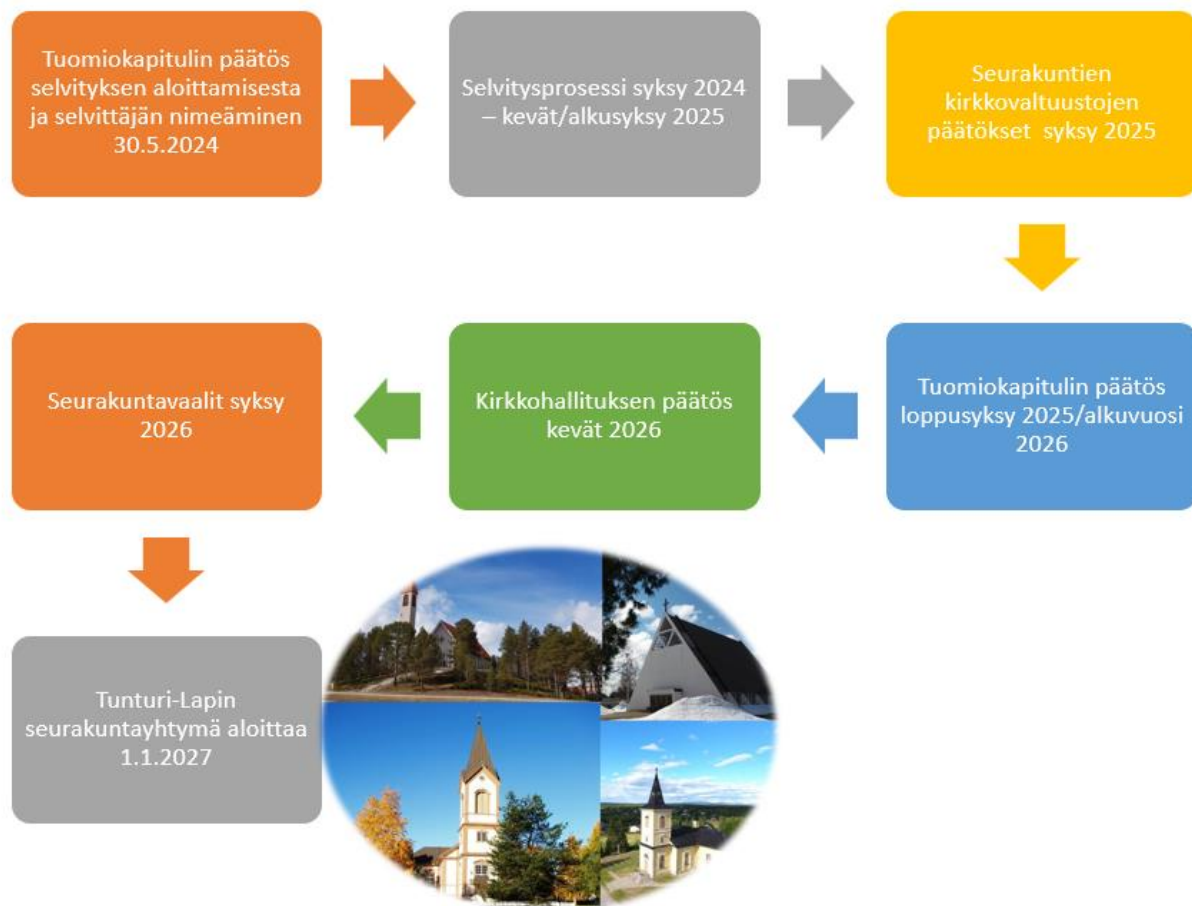 Tuomiokapitulin päätös
selvityksen aloittamisesta
ja selvittäjän nimeäminen
30.5.2024
Selvitysprosessi syksy 2024
– kevät/alkusyksy 2025
Seurakuntien
kirkkovaltuustojen
päätökset  syksy 2025
Tuomiokapitulin päätös
loppusyksy 2025/alkuvuosi
2026
Kirkkohallituksen päätös
kevät 2026
Seurakuntavaalit syksy
2026
Tunturi-Lapin
seurakuntayhtymä aloittaa
1.1.2027